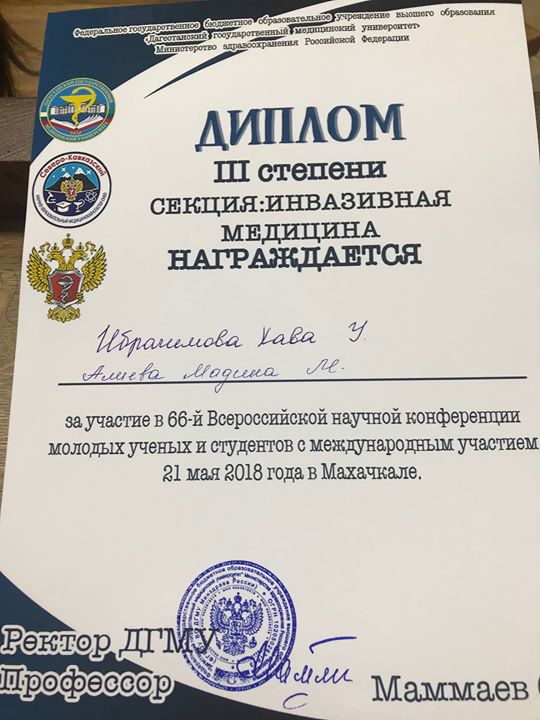 Федеральное государственное бюджетное образовательное учреждение высшего образования
«Дагестанский государственный медицинский университет»
Министерство здравоохранения Российской Федерации
ДИПЛОМ
III степени
СЕКЦИЯ:ИНВАЗИВНАЯ
МЕДИЦИНА
НАГРАЖДАЕТСЯ
Северо-Кавказский
Ибрагимова Хава У.
Алиева Мадина М.
за участие в 66-й Всероссийской научной конференции
молодых ученых и студентов с международным участием
21 мая 2018 года в Махачкале.
Ректор ДГМУ
Профессор
Маммаев